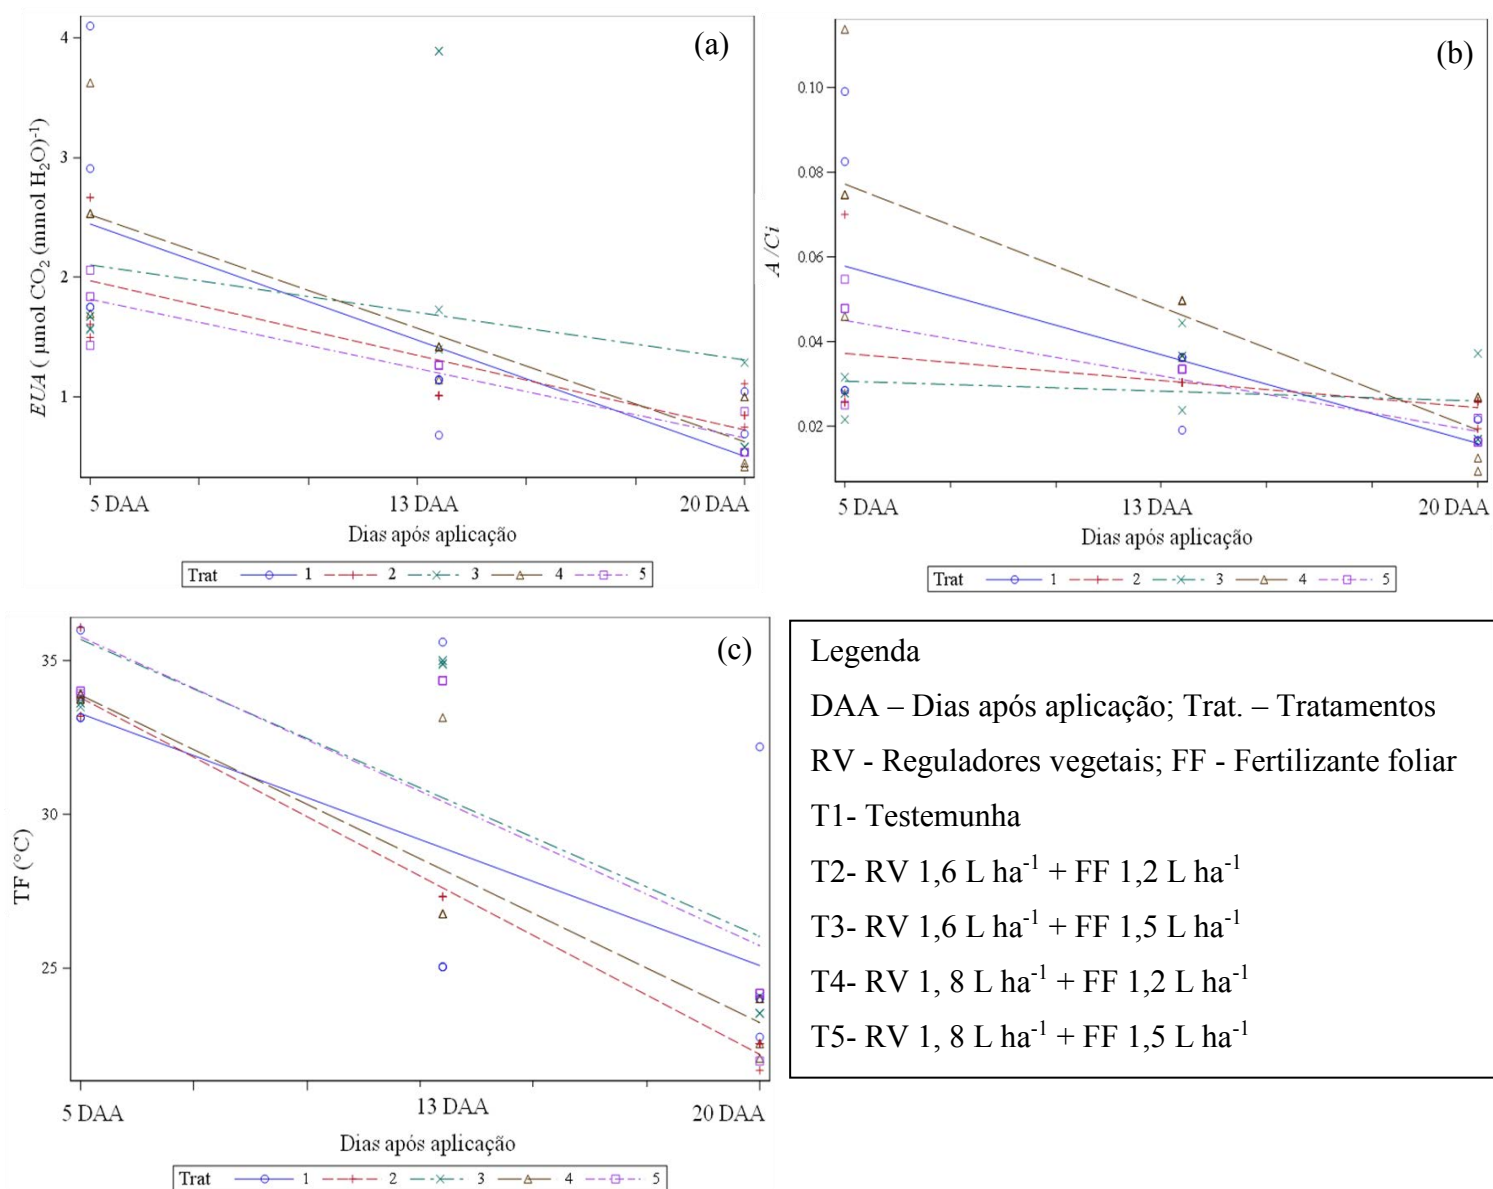 (a)
4
3
2
1
EUA ( µmol CO₂ (mmol H₂O)⁻¹)
5 DAA 13 DAA 20 DAA
Dias após aplicação
Trat 1 2 3 4 5
(b)
0.10
0.08
0.06
0.04
0.02
A /Ci
5 DAA 13 DAA 20 DAA
Dias após aplicação
Trat 1 2 3 4 5
(c)
35
30
25
TF (°C)
5 DAA 13 DAA 20 DAA
Dias após aplicação
Trat 1 2 3 4 5
Legenda
DAA – Dias após aplicação; Trat. – Tratamentos
RV - Reguladores vegetais; FF - Fertilizante foliar
T1- Testemunha
T2- RV 1,6 L ha⁻¹ + FF 1,2 L ha⁻¹
T3- RV 1,6 L ha⁻¹ + FF 1,5 L ha⁻¹
T4- RV 1, 8 L ha⁻¹ + FF 1,2 L ha⁻¹
T5- RV 1, 8 L ha⁻¹ + FF 1,5 L ha⁻¹